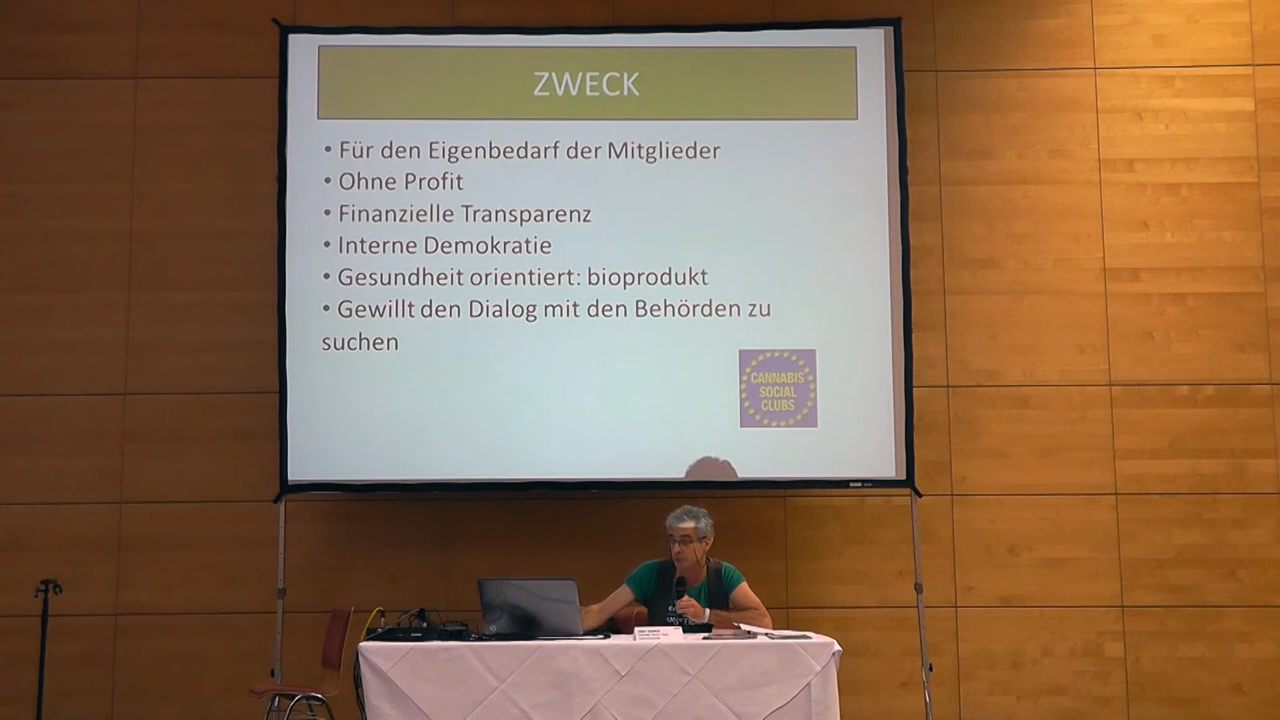 ZWECK
• Für den Eigenbedarf der Mitglieder
• Ohne Profit
• Finanzielle Transparenz
• Interne Demokratie
• Gesundheit orientiert: bioprodukt
• Gewillt den Dialog mit den Behörden zu
suchen
CANNABIS
SOCIAL
CLUBS